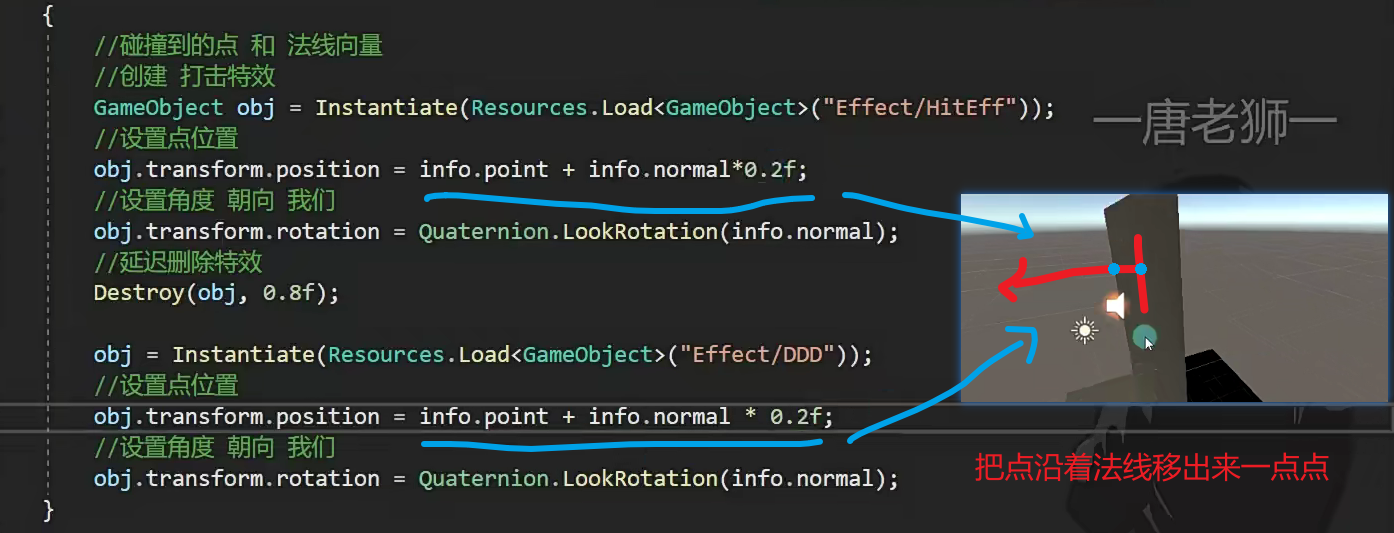 {
//碰撞到的点 和 法线向量
//创建 打击特效
GameObject obj = Instantiate(Resources.Load<GameObject>("Effect/HitEff"));
//设置点位置
obj.transform.position = info.point + info.normal*0.2f;
//设置角度 朝向 我们
obj.transform.rotation = Quaternion.LookRotation(info.normal);
//延迟删除特效
Destroy(obj, 0.8f);
obj = Instantiate(Resources.Load<GameObject>("Effect/DDD"));
//设置点位置
obj.transform.position = info.point + info.normal * 0.2f;
//设置角度 朝向 我们
obj.transform.rotation = Quaternion.LookRotation(info.normal);
}
—唐老狮—
把点沿着法线移出来一点点